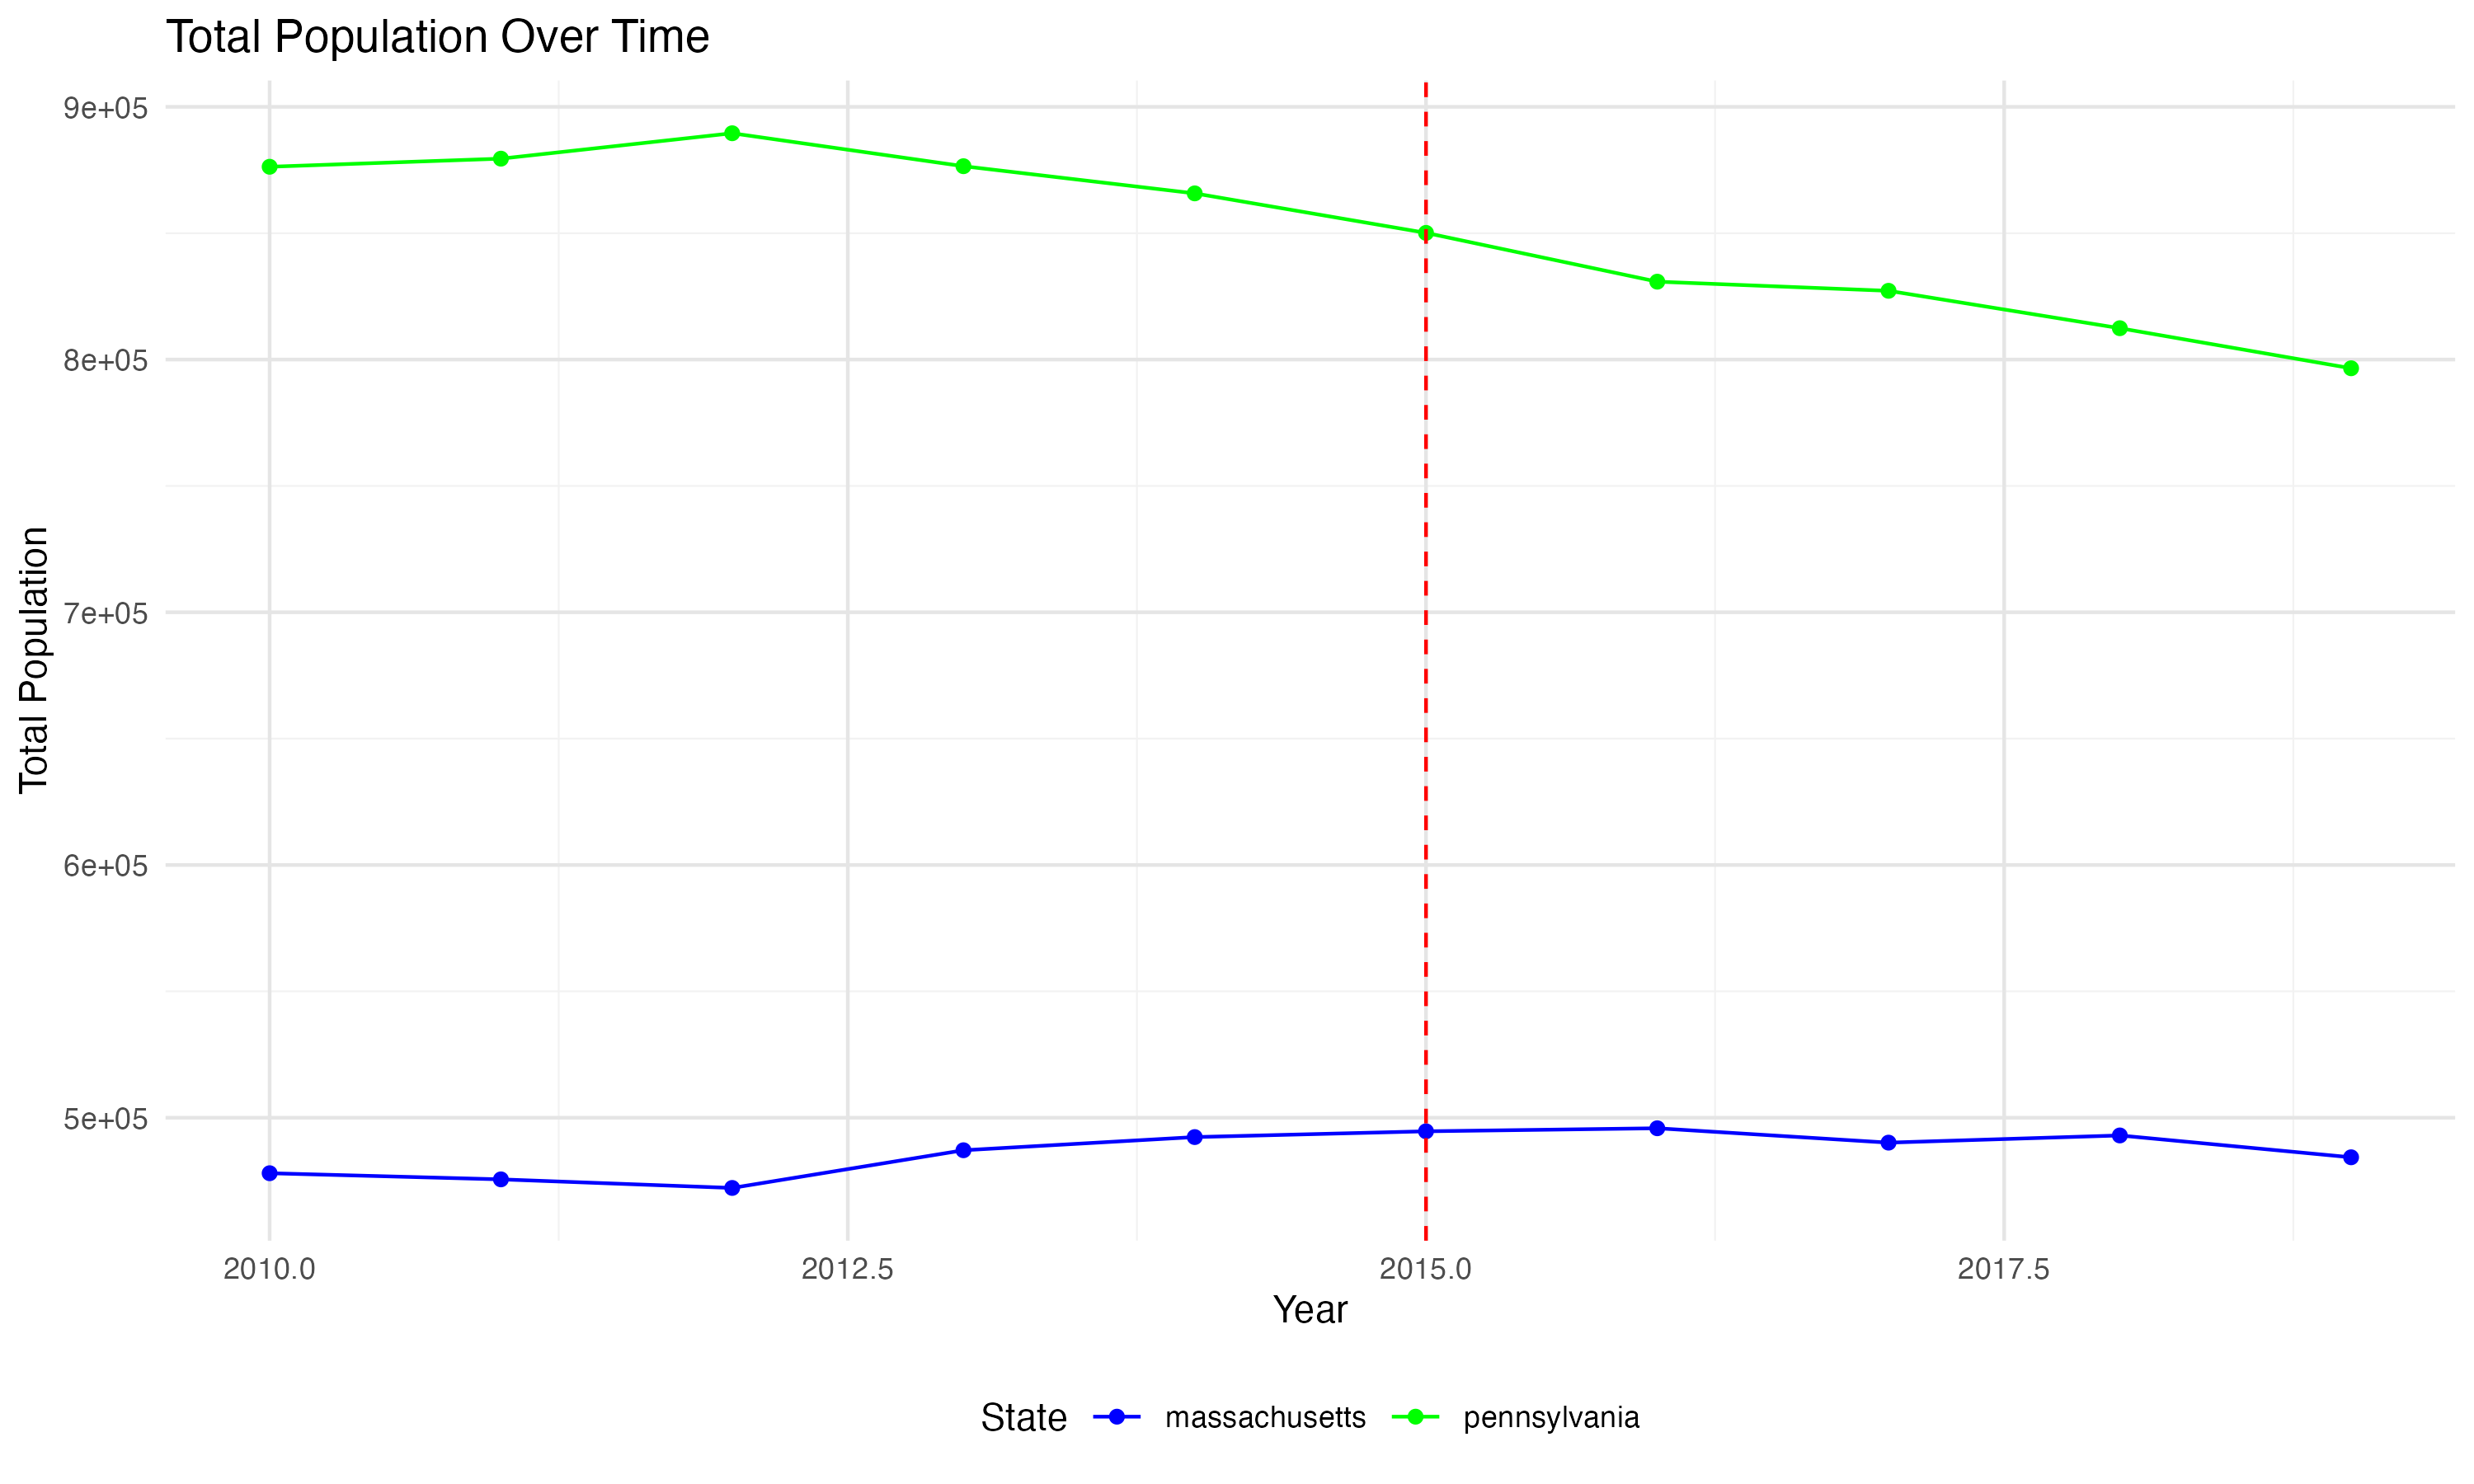 Total Population Over Time
Total Population
9e+05
8e+05
7e+05
6e+05
5e+05
2010.0 2012.5 2015.0 2017.5
Year
State massachusetts pennsylvania